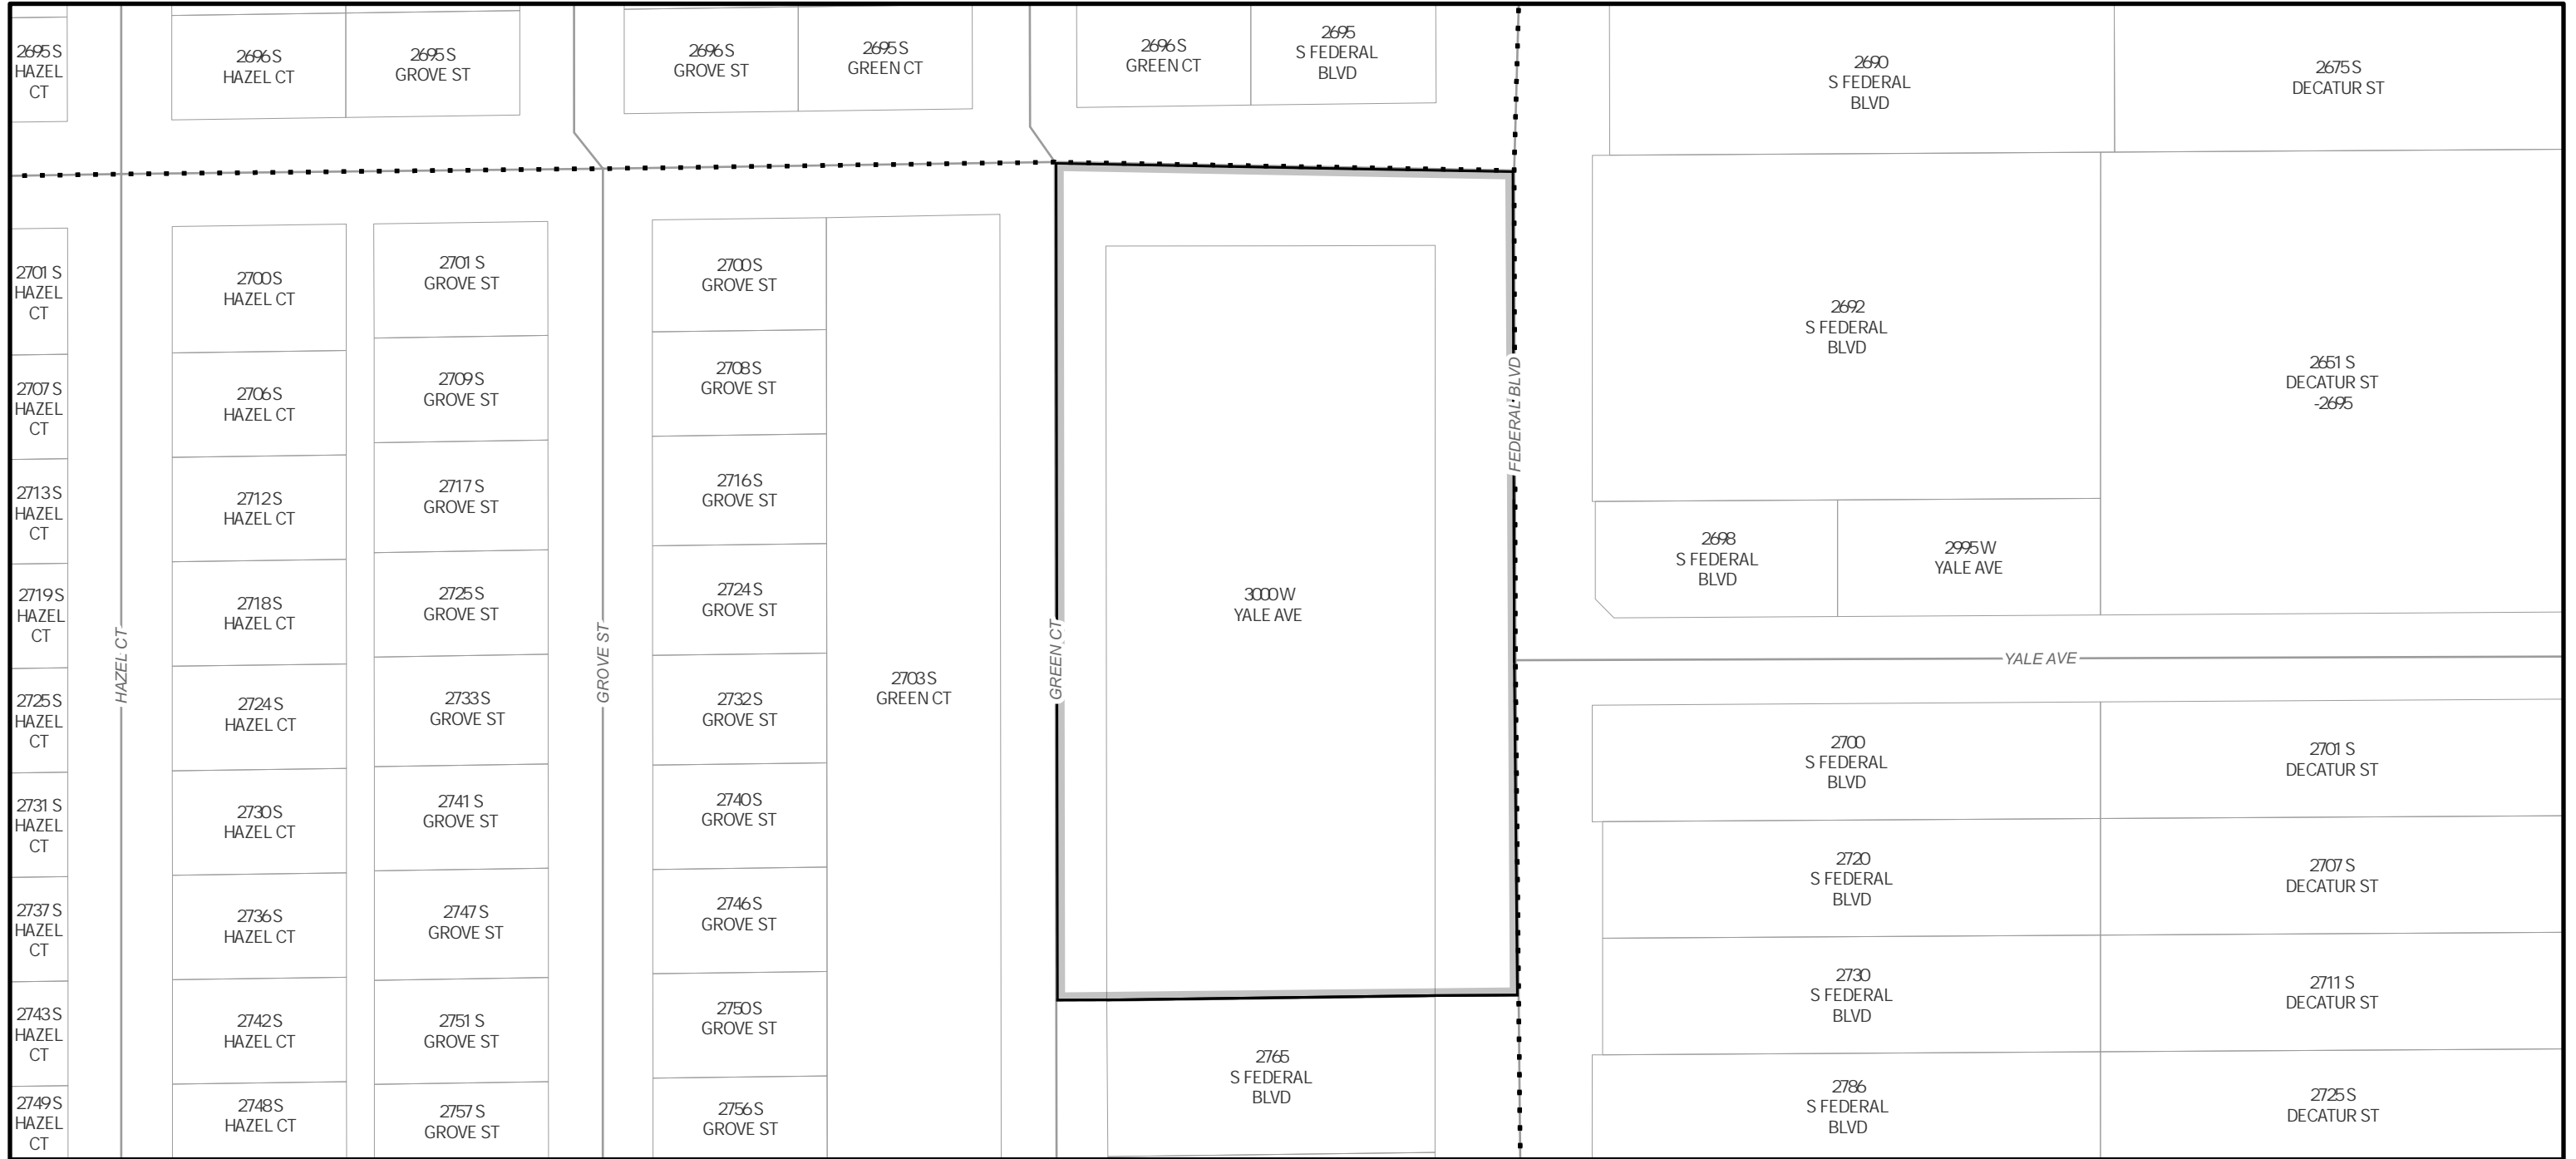 2695 S
HAZEL
CT
2696 S
HAZEL CT
2695 S
GROVE ST
2696 S
GROVE ST
2695 S
GREEN CT
2696 S
GREEN CT
2695
S FEDERAL
BLVD
2690
S FEDERAL
BLVD
2675 S
DECATUR ST
2701 S
HAZEL
CT
2707 S
HAZEL
CT
2713 S
HAZEL
CT
2719 S
HAZEL
CT
2725 S
HAZEL
CT
2731 S
HAZEL
CT
2737 S
HAZEL
CT
2743 S
HAZEL
CT
2749 S
HAZEL
CT
HAZEL CT
2700 S
HAZEL CT
2706 S
HAZEL CT
2712 S
HAZEL CT
2718 S
HAZEL CT
2724 S
HAZEL CT
2730 S
HAZEL CT
2736 S
HAZEL CT
2742 S
HAZEL CT
2748 S
HAZEL CT
2701 S
GROVE ST
2709 S
GROVE ST
2717 S
GROVE ST
2725 S
GROVE ST
2733 S
GROVE ST
2741 S
GROVE ST
2747 S
GROVE ST
2751 S
GROVE ST
2757 S
GROVE ST
GROVE ST
2700 S
GROVE ST
2708 S
GROVE ST
2716 S
GROVE ST
2724 S
GROVE ST
2732 S
GROVE ST
2740 S
GROVE ST
2746 S
GROVE ST
2750 S
GROVE ST
2756 S
GROVE ST
2703 S
GREEN CT
GREEN CT
3000 W
YALE AVE
2765
S FEDERAL
BLVD
FEDERAL BLVD
2692
S FEDERAL
BLVD
2651 S
DECATUR ST
-2695
2698
S FEDERAL
BLVD
2995 W
YALE AVE
YALE AVE
2700
S FEDERAL
BLVD
2701 S
DECATUR ST
2720
S FEDERAL
BLVD
2707 S
DECATUR ST
2730
S FEDERAL
BLVD
2711 S
DECATUR ST
2786
S FEDERAL
BLVD
2725 S
DECATUR ST